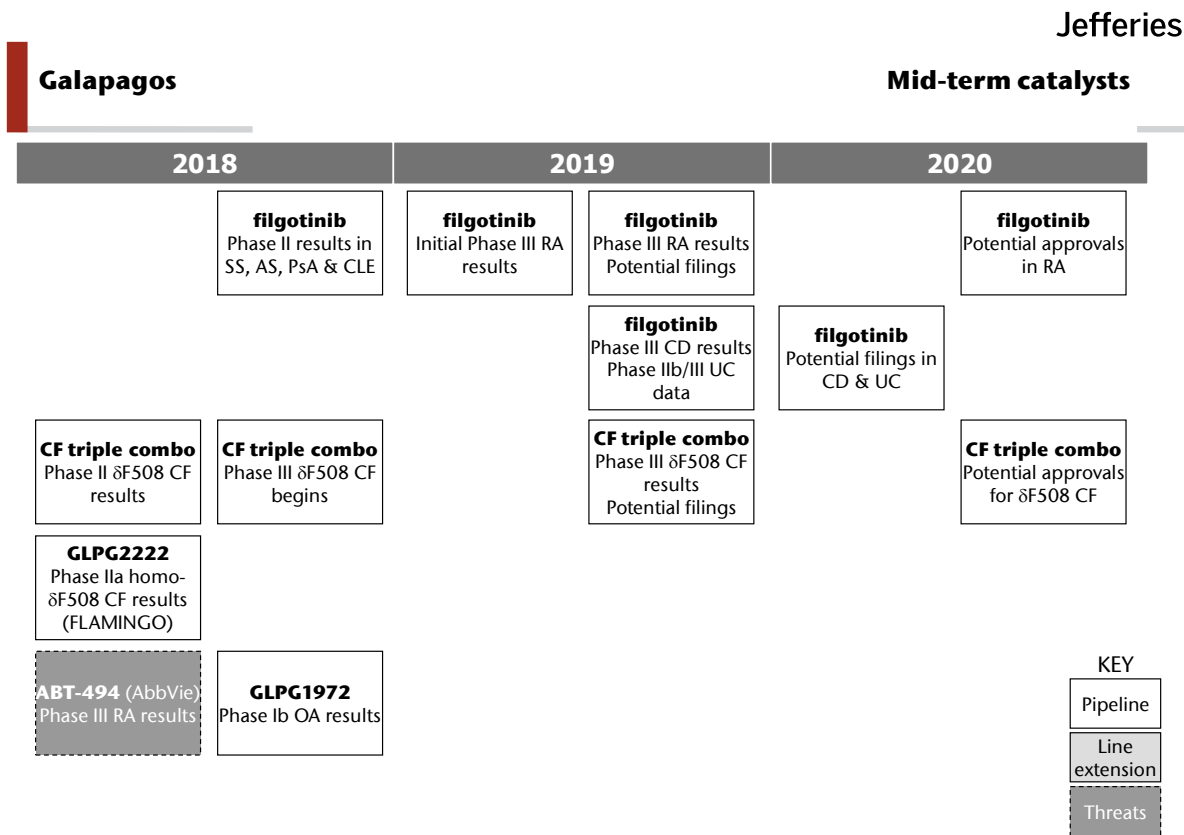 Jefferies
Galapagos
Mid-term catalysts
2018
2019
2020
filgotinib
Phase II results in
SS, AS, PsA & CLE
filgotinib
Initial Phase III RA
results
filgotinib
Phase III RA results
Potential filings
filgotinib
Potential approvals
in RA
filgotinib
Phase III CD results
Phase IIb/III UC
data
filgotinib
Potential filings in
CD & UC
CF triple combo
Phase II δF508 CF
results
CF triple combo
Phase III δF508 CF
begins
CF triple combo
Phase III δF508 CF
results
Potential filings
CF triple combo
Potential approvals
for δF508 CF
GLPG2222
Phase IIa homo-
δF508 CF results
(FLAMINGO)
ABT-494 (AbbVie)
Phase III RA results
GLPG1972
Phase Ib OA results
KEY
Pipeline
Line
extension
Threats